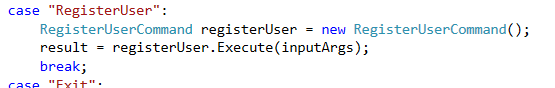 case "RegisterUser":
RegisterUserCommand registerUser = new RegisterUserCommand();
result = registerUser.Execute(inputArgs);
break;
case "Exit":